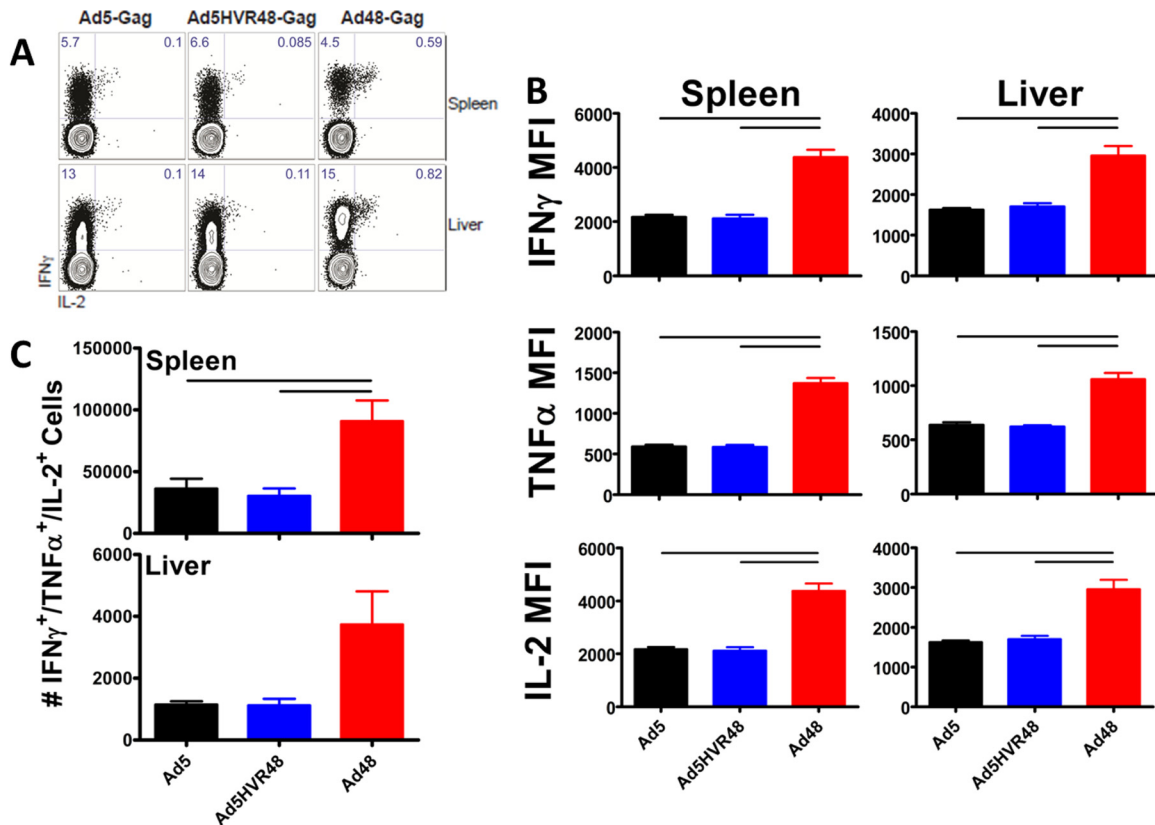 A
Ad5-Gag Ad5HVR48-Gag Ad48-Gag
5.7 0.1 6.6 0.085 4.5 0.59
Spleen
13 0.1 14 0.11 15 0.82
Liver
IFNγ
IL-2
B
Spleen Liver
IFNγ MFI
6000
4000
2000
0
4000
3000
2000
1000
0
TNFα MFI
2000
1500
1000
500
0
1500
1000
500
0
IL-2 MFI
6000
4000
2000
0
4000
3000
2000
1000
0
Ad5 Ad5HVR48 Ad48
Ad5 Ad5HVR48 Ad48
C
# IFNγ+/TNFα+/IL-2+ Cells
Spleen
150000
100000
50000
0
Liver
6000
4000
2000
0
Ad5 Ad5HVR48 Ad48